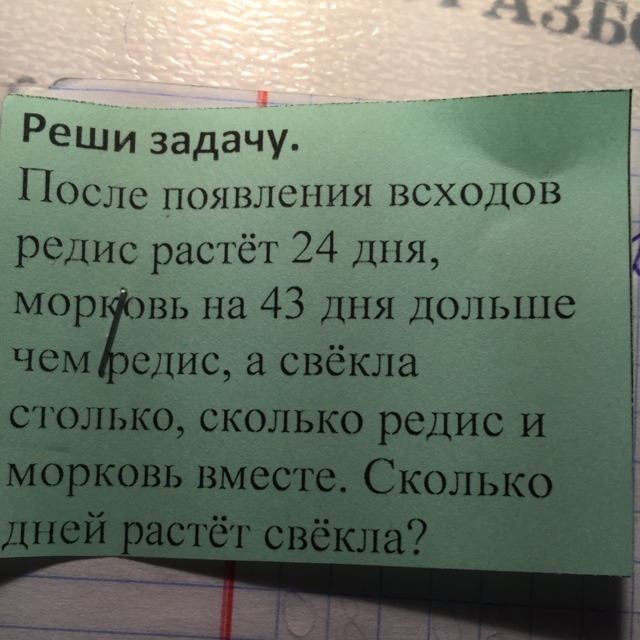 РАЗБО
Реши задачу.
После появления всходов
редис растёт 24 дня,
морковь на 43 дня дольше
чем редис, а свёкла
столько, сколько редис и
морковь вместе. Сколько
дней растёт свёкла?